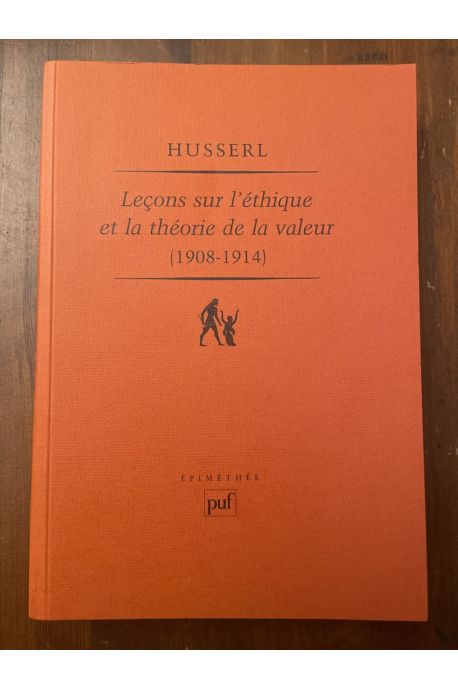 HUSSERL
Leçons sur l'éthique
et la théorie de la valeur
(1908-1914)
ÉPIMÉTHÉE
puf